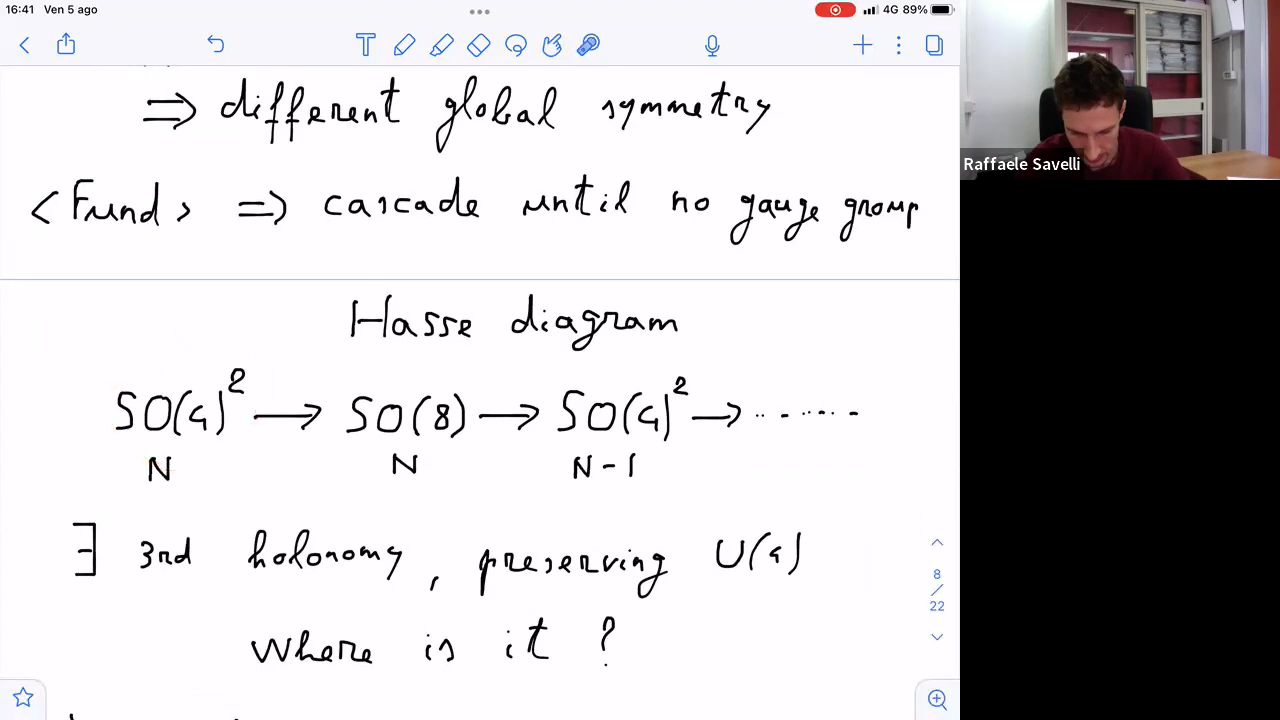 16:41 Ven 5 ago
4G 89%
⟹ different global symmetry
<Fund> ⟹ cascade until no gauge group
Hasse diagram
SO(4)² → SO(8) → SO(4)² → ........
N N N-1
∃ 3rd holonomy, preserving U(4)
where is it ?
8
/
22
Raffaele Savelli